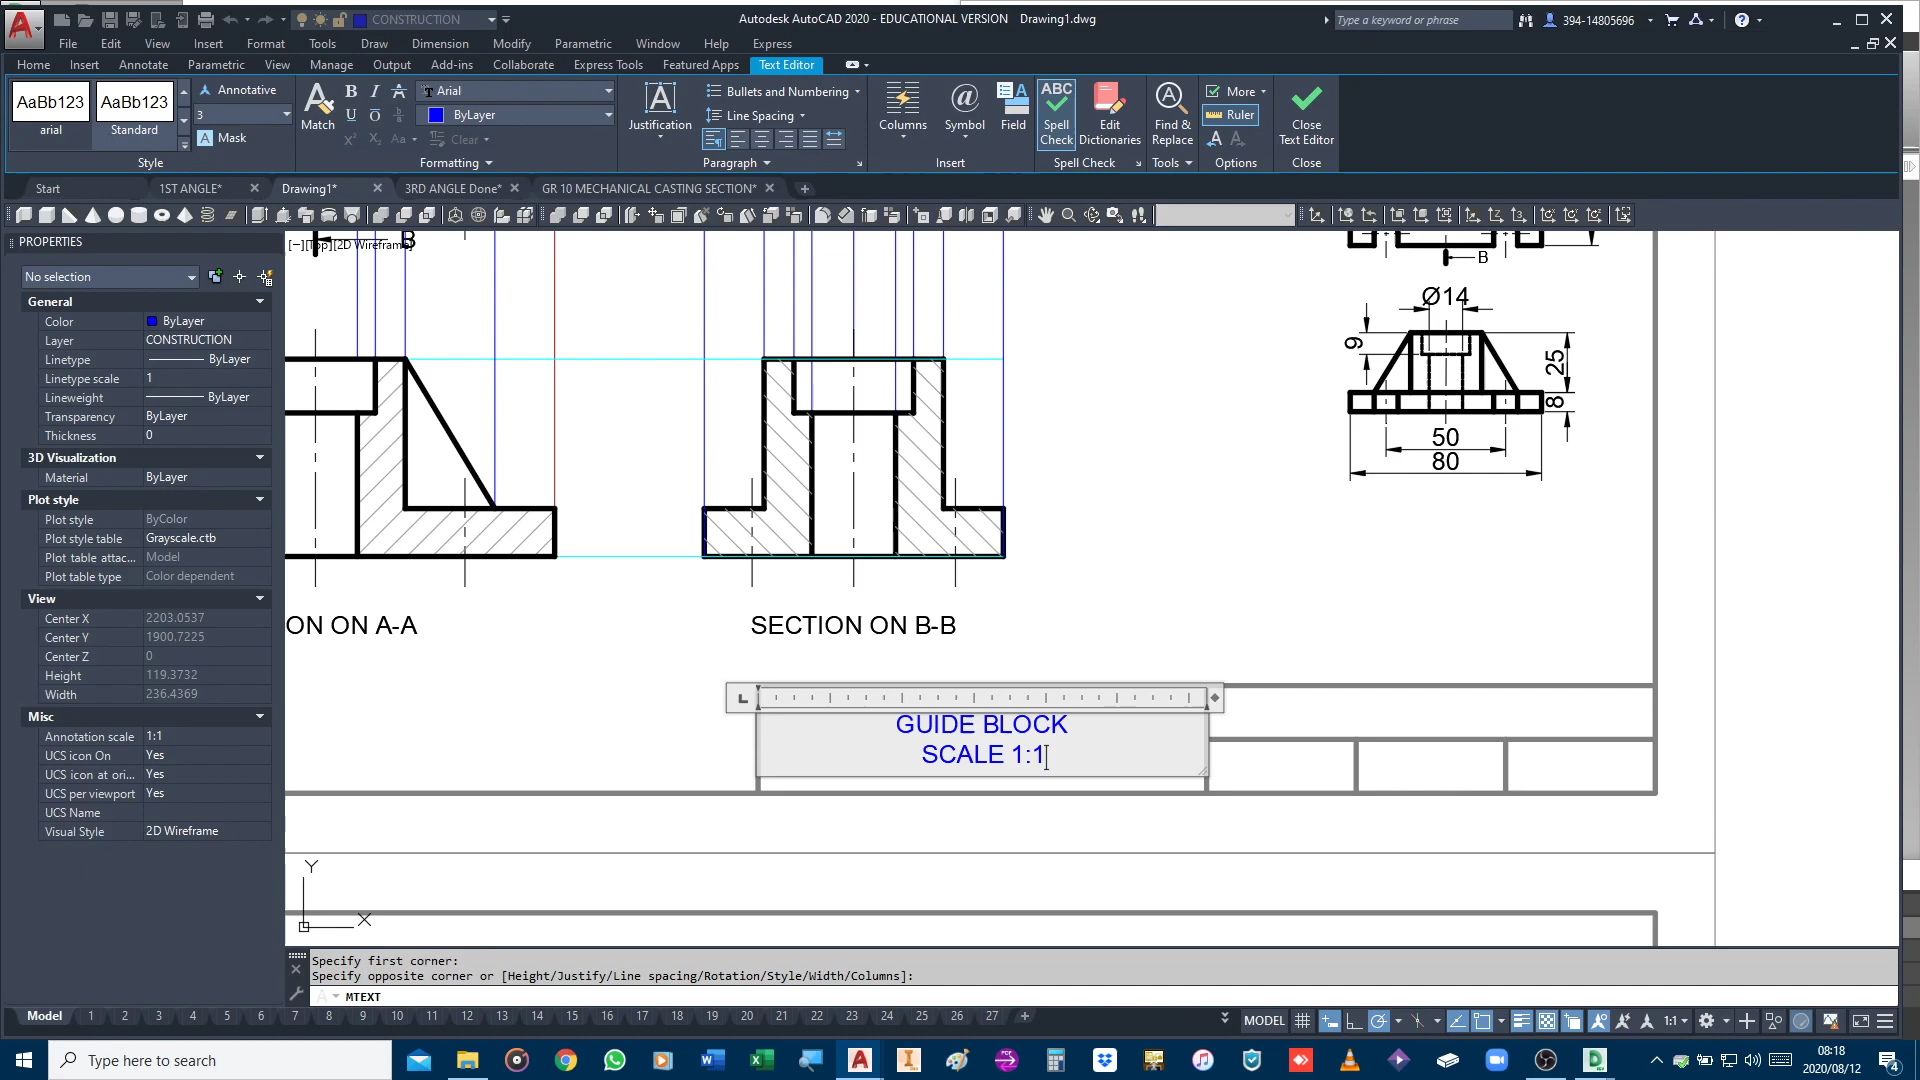 Autodesk AutoCAD 2020 - EDUCATIONAL VERSION Drawing1.dwg
CONSTRUCTION
Type a keyword or phrase
394-14805696
File Edit View Insert Format Tools Draw Dimension Modify Parametric Window Help Express
Home Insert Annotate Parametric View Manage Output Add-ins Collaborate Express Tools Featured Apps Text Editor
AaBb123
arial
AaBb123
Standard
Annotative
3
Mask
Style
Match
Arial
ByLayer
Clear
Formatting
Justification
Bullets and Numbering
Line Spacing
Paragraph
Columns
Symbol
Field
Insert
ABC
Spell Check
Edit Dictionaries
Spell Check
Find & Replace
Tools
More
Ruler
Options
Close Text Editor
Close
Start
1ST ANGLE*
Drawing1*
3RD ANGLE Done*
GR 10 MECHANICAL CASTING SECTION*
PROPERTIES
No selection
General
Color ByLayer
Layer CONSTRUCTION
Linetype ByLayer
Linetype scale 1
Lineweight ByLayer
Transparency ByLayer
Thickness 0
3D Visualization
Material ByLayer
Plot style
Plot style ByColor
Plot style table Grayscale.ctb
Plot table attac... Model
Plot table type Color dependent
View
Center X 2203.0537
Center Y 1900.7225
Center Z 0
Height 119.3732
Width 236.4369
Misc
Annotation scale 1:1
UCS icon On Yes
UCS icon at ori... Yes
UCS per viewport Yes
UCS Name
Visual Style 2D Wireframe
[−][Top][2D Wireframe]
B
B
Ø14
9
25
8
50
80
ON ON A-A
SECTION ON B-B
GUIDE BLOCK
SCALE 1:1
Y
X
Specify first corner:
Specify opposite corner or [Height/Justify/Line spacing/Rotation/Style/Width/Columns]:
MTEXT
Model 1 2 3 4 5 6 7 8 9 10 11 12 13 14 15 16 17 18 19 20 21 22 23 24 25 26 27
MODEL
1:1
Type here to search
08:18
2020/08/12
4